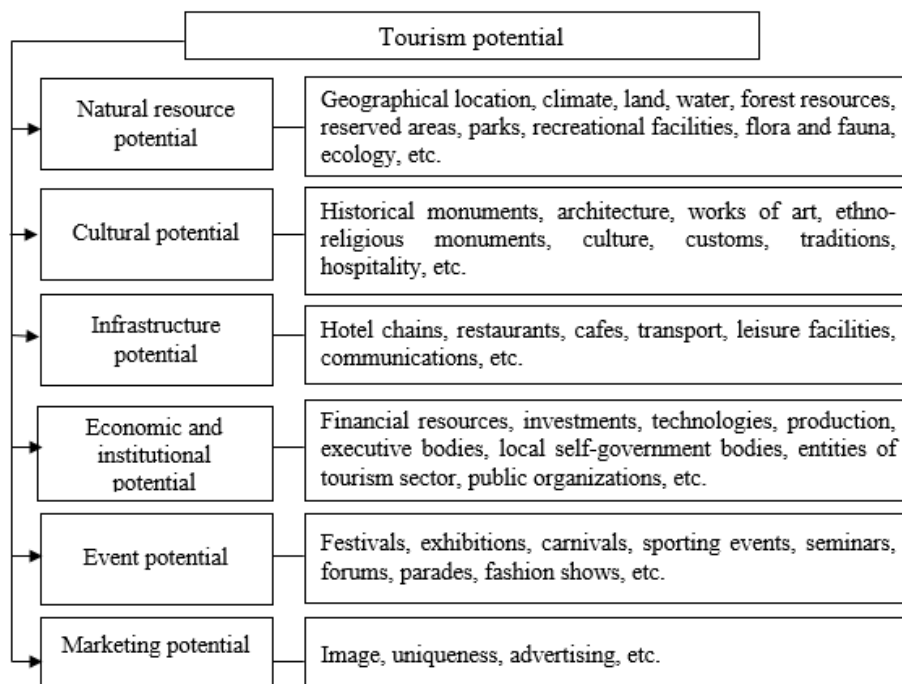 Tourism potential
Natural resource
potential
Geographical location, climate, land, water, forest resources,
reserved areas, parks, recreational facilities, flora and fauna,
ecology, etc.
Cultural potential
Historical monuments, architecture, works of art, ethno-
religious monuments, culture, customs, traditions,
hospitality, etc.
Infrastructure
potential
Hotel chains, restaurants, cafes, transport, leisure facilities,
communications, etc.
Economic and
institutional
potential
Financial resources, investments, technologies, production,
executive bodies, local self-government bodies, entities of
tourism sector, public organizations, etc.
Event potential
Festivals, exhibitions, carnivals, sporting events, seminars,
forums, parades, fashion shows, etc.
Marketing potential
Image, uniqueness, advertising, etc.